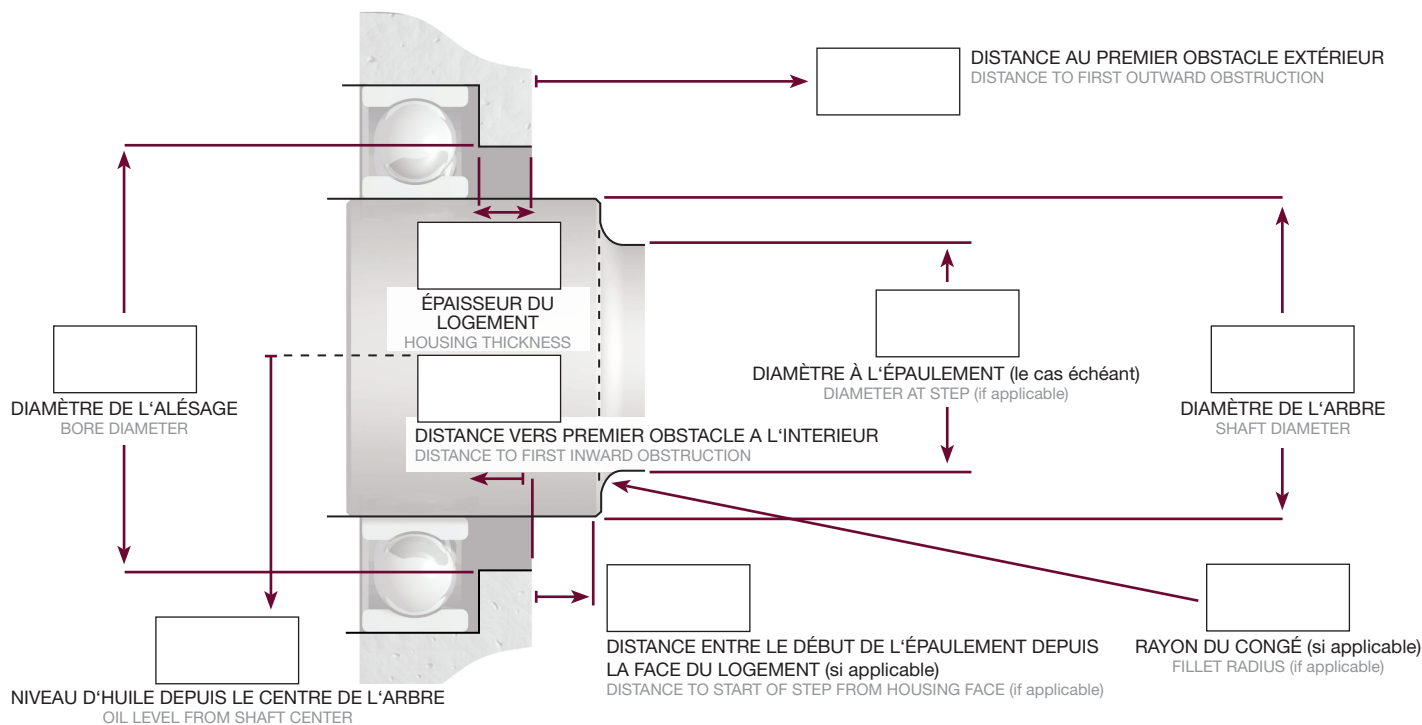 DISTANCE AU PREMIER OBSTACLE EXTÉRIEUR
DISTANCE TO FIRST OUTWARD OBSTRUCTION
ÉPAISSEUR DU
LOGEMENT
HOUSING THICKNESS
DIAMÈTRE DE L‘ALÉSAGE
BORE DIAMETER
DISTANCE VERS PREMIER OBSTACLE A L‘INTERIEUR
DISTANCE TO FIRST INWARD OBSTRUCTION
DIAMÈTRE À L‘ÉPAULEMENT (le cas échéant)
DIAMETER AT STEP (if applicable)
DIAMÈTRE DE L‘ARBRE
SHAFT DIAMETER
NIVEAU D‘HUILE DEPUIS LE CENTRE DE L‘ARBRE
OIL LEVEL FROM SHAFT CENTER
DISTANCE ENTRE LE DÉBUT DE L‘ÉPAULEMENT DEPUIS
LA FACE DU LOGEMENT (si applicable)
DISTANCE TO START OF STEP FROM HOUSING FACE (if applicable)
RAYON DU CONGÉ (si applicable)
FILLET RADIUS (if applicable)